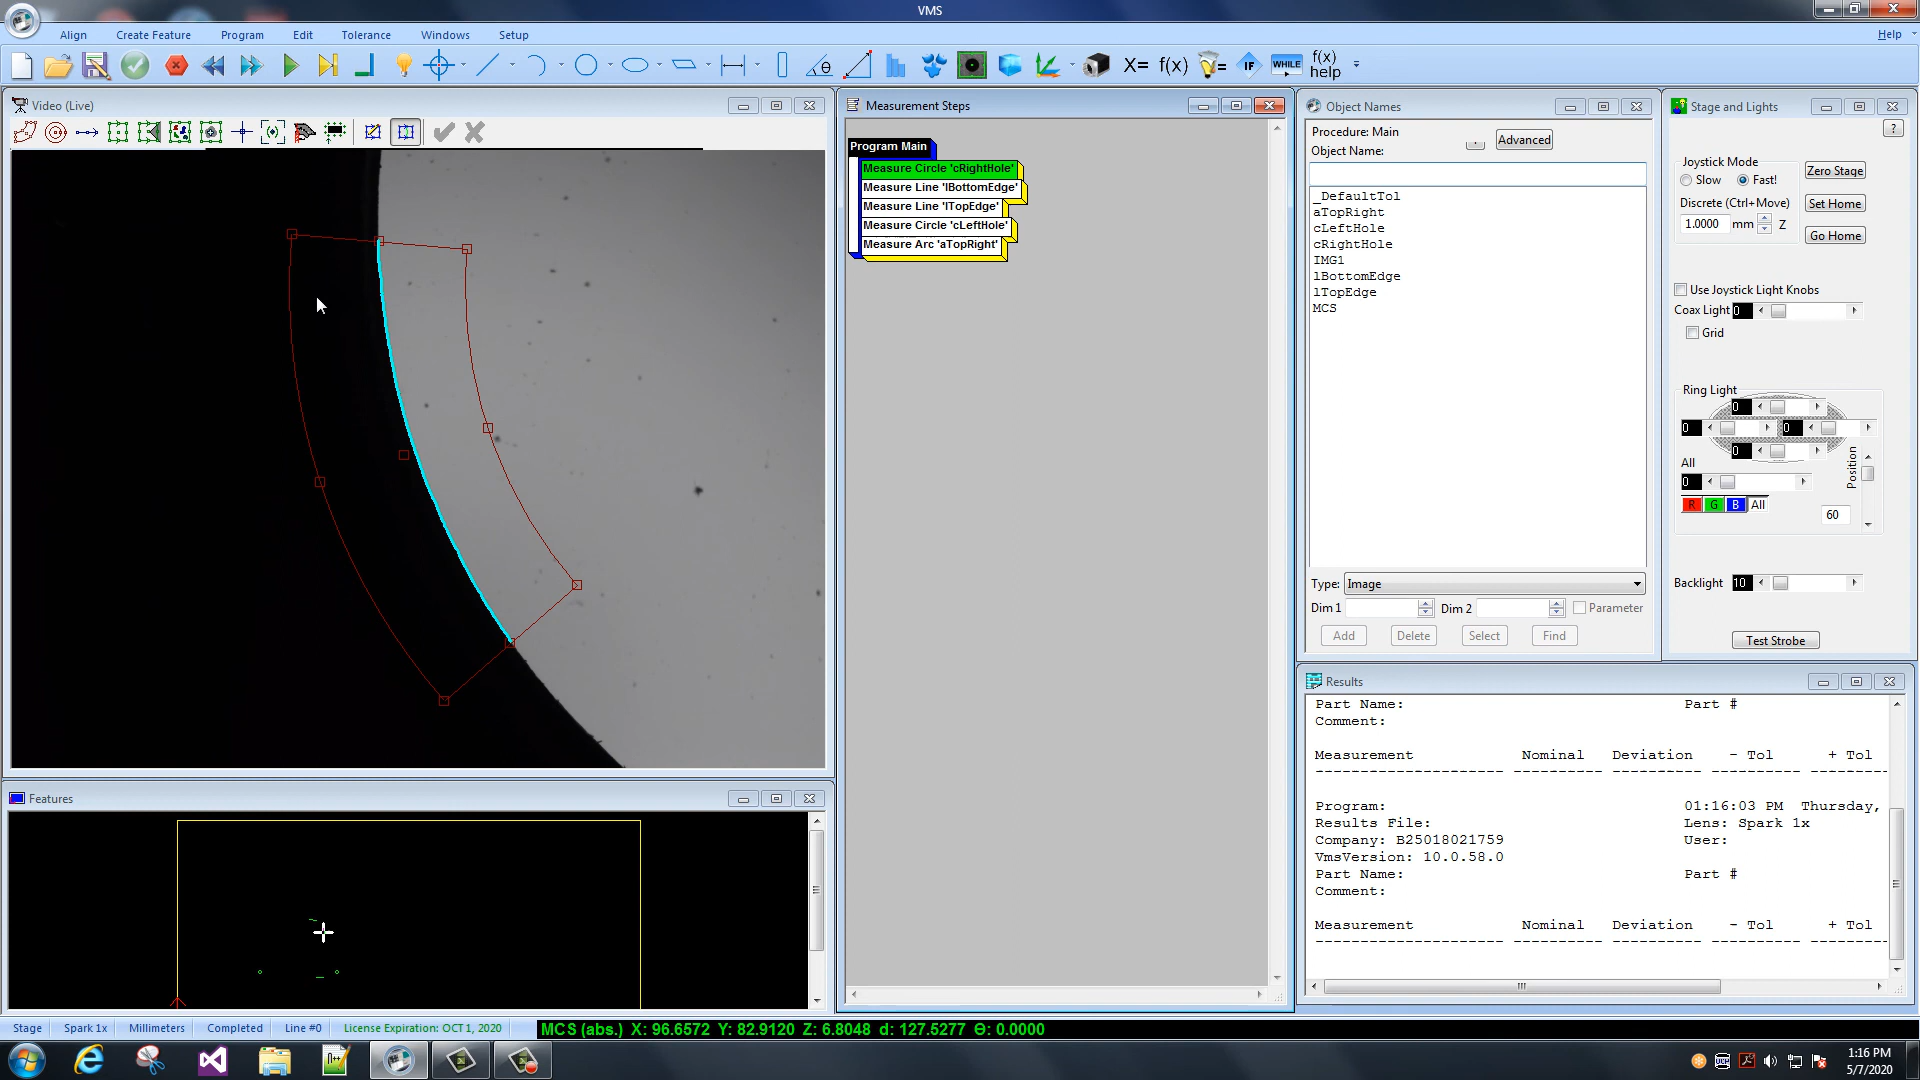 VMS
Align Create Feature Program Edit Tolerance Windows Setup Help
θ X= f(x) = IF WHILE f(x) help
Video (Live)
Measurement Steps
Program Main
Measure Circle 'cRightHole'
Measure Line 'lBottomEdge'
Measure Line 'lTopEdge'
Measure Circle 'cLeftHole'
Measure Arc 'aTopRight'
Object Names
Procedure: Main
Object Name:
Advanced
_DefaultTol
aTopRight
cLeftHole
cRightHole
IMG1
lBottomEdge
lTopEdge
MCS
Type: Image
Dim 1 Dim 2 Parameter
Add Delete Select Find
Stage and Lights
?
Joystick Mode
Slow Fast!
Discrete (Ctrl+Move)
1.0000 mm Z
Zero Stage
Set Home
Go Home
Use Joystick Light Knobs
Coax Light 0
Grid
Ring Light
0
0 0
0
All
0
R G B All
Position
60
Backlight 10
Test Strobe
Results
Part Name: Part #
Comment:
Measurement Nominal Deviation - Tol + Tol
Program: 01:16:03 PM Thursday,
Results File: Lens: Spark 1x
Company: B25018021759 User:
VmsVersion: 10.0.58.0
Part Name: Part #
Comment:
Measurement Nominal Deviation - Tol + Tol
Features
Stage Spark 1x Millimeters Completed Line #0 License Expiration: OCT 1, 2020
MCS (abs.) X: 96.6572 Y: 82.9120 Z: 6.8048 d: 127.5277 Θ: 0.0000
1:16 PM
5/7/2020